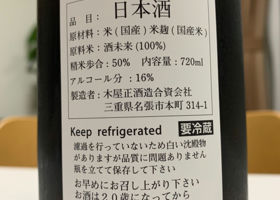 品目：日本酒
原材料：米(国産)米麹(国産米)
原料米：酒未来(100%)
精米歩合：50%　内容量：720ml
アルコール分　：16%
製造者：木屋正酒造合資会社
三重県名張市本町 314-1
Keep refrigerated　要冷蔵
濾過を行っていないため白い沈殿物
がありますが品質に問題ありません
瓶を立てて保存して下さい
お早めにお召し上がり下さい
お酒は20歳になってから